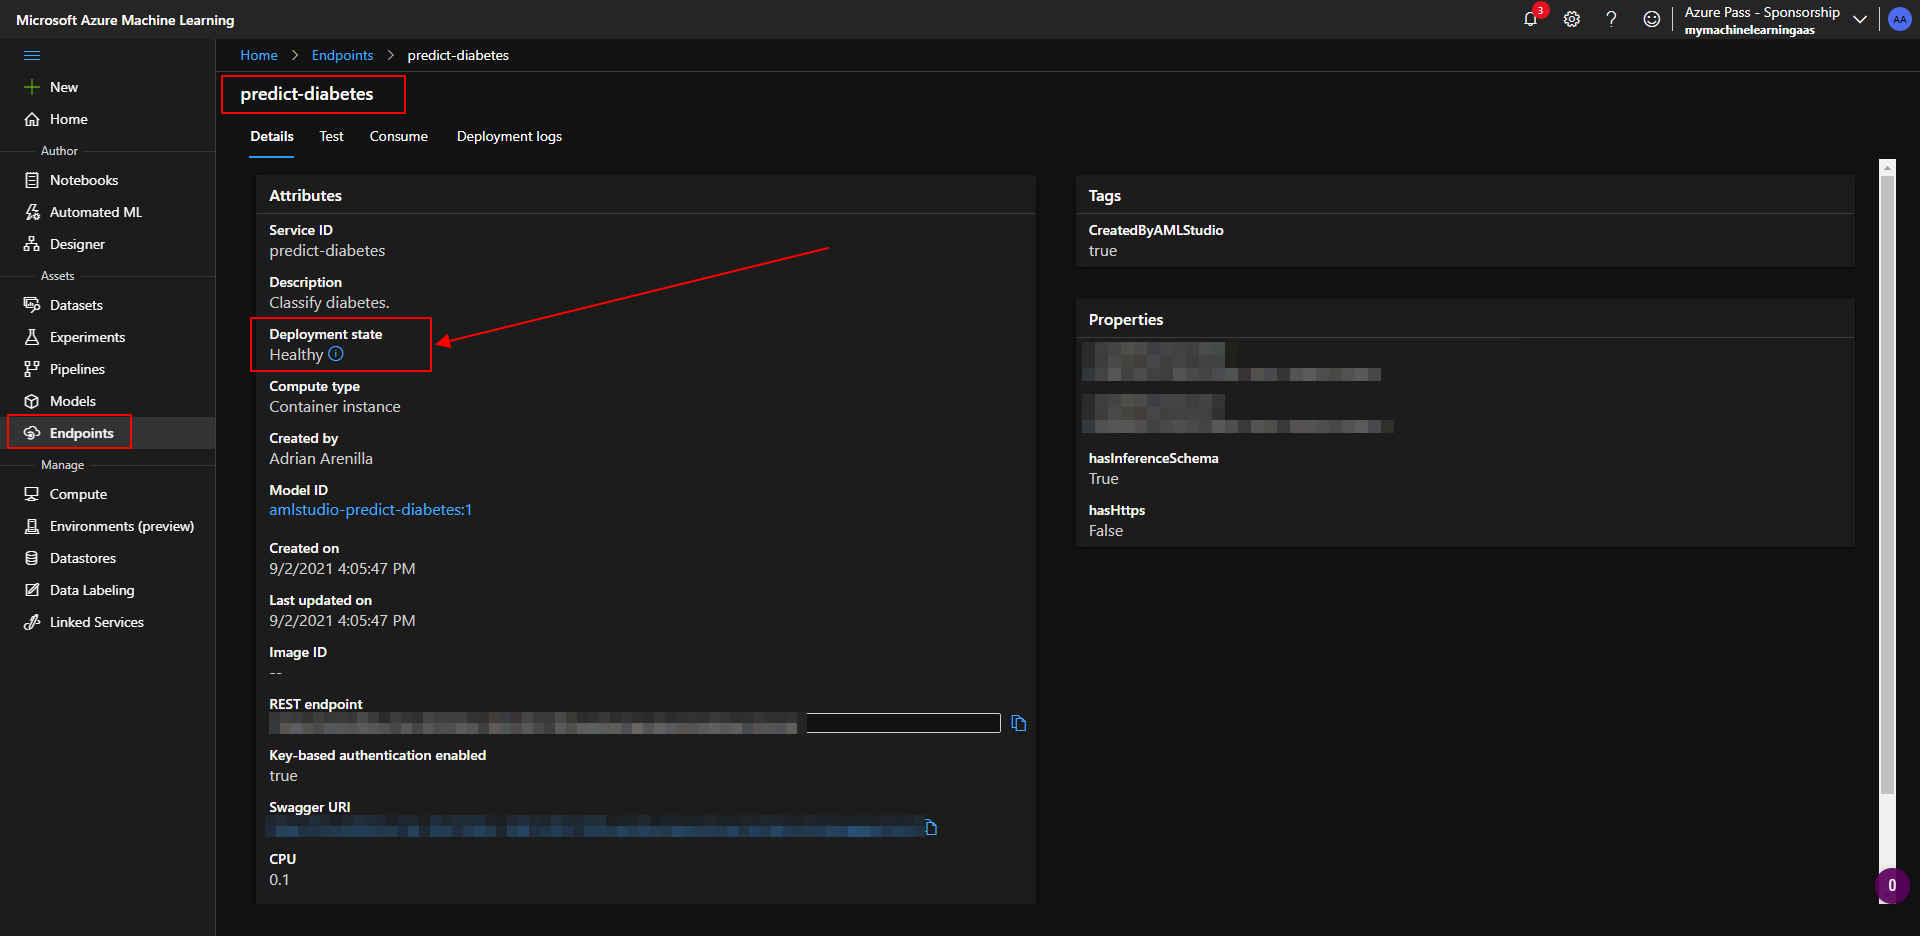 Microsoft Azure Machine Learning
3
Azure Pass - Sponsorship
mymachinelearningaas
AA
New
Home
Author
Notebooks
Automated ML
Designer
Assets
Datasets
Experiments
Pipelines
Models
Endpoints
Manage
Compute
Environments (preview)
Datastores
Data Labeling
Linked Services
Home > Endpoints > predict-diabetes
predict-diabetes
Details Test Consume Deployment logs
Attributes
Service ID
predict-diabetes
Description
Classify diabetes.
Deployment state
Healthy
Compute type
Container instance
Created by
Adrian Arenilla
Model ID
amlstudio-predict-diabetes:1
Created on
9/2/2021 4:05:47 PM
Last updated on
9/2/2021 4:05:47 PM
Image ID
--
REST endpoint
Key-based authentication enabled
true
Swagger URI
CPU
0.1
Tags
CreatedByAMLStudio
true
Properties
hasInferenceSchema
True
hasHttps
False
0